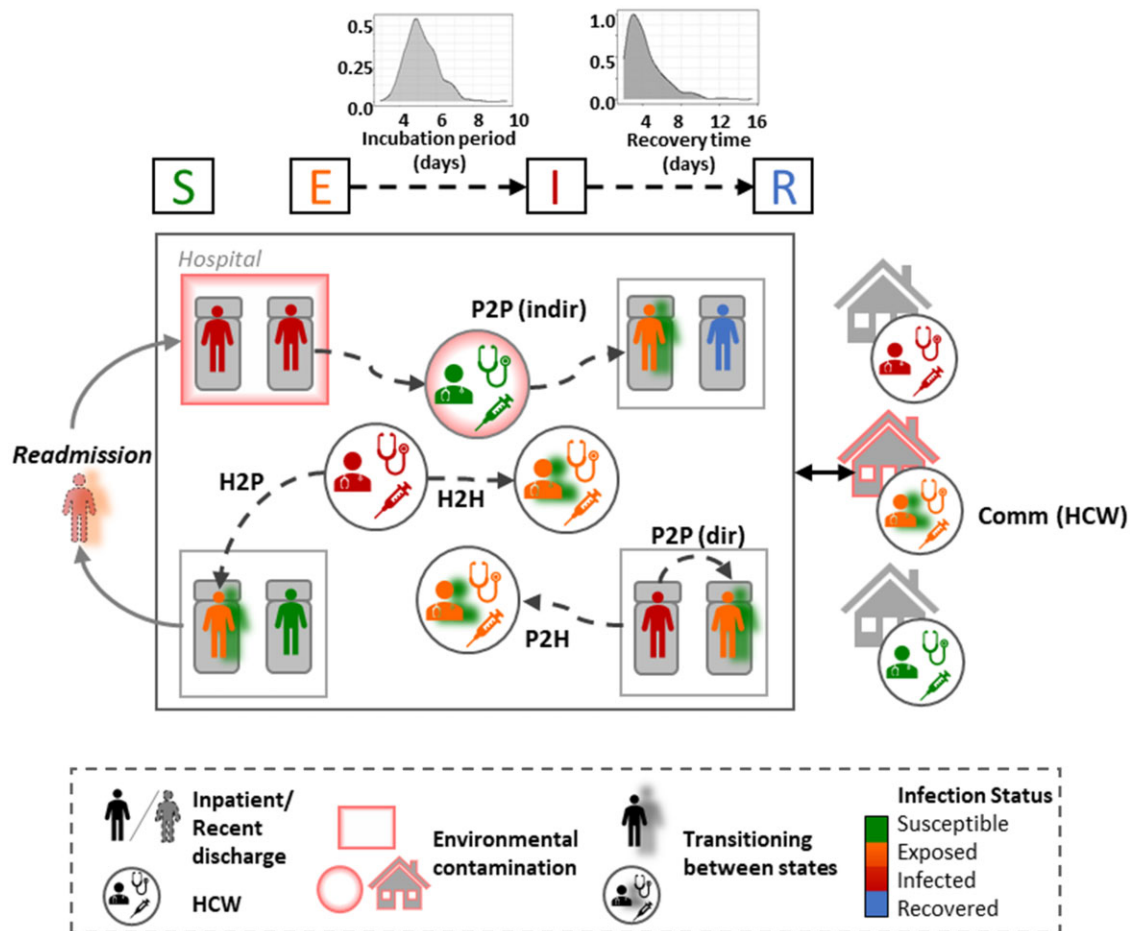 0.5
0.25
0.0
4 6 8 10
Incubation period
(days)
1.0
0.5
0.0
4 8 12 16
Recovery time
(days)
S E I R
Hospital
P2P (indir)
Readmission
H2P
H2H
P2P (dir)
P2H
Comm (HCW)
Inpatient/
Recent
discharge
HCW
Environmental
contamination
Transitioning
between states
Infection Status
Susceptible
Exposed
Infected
Recovered